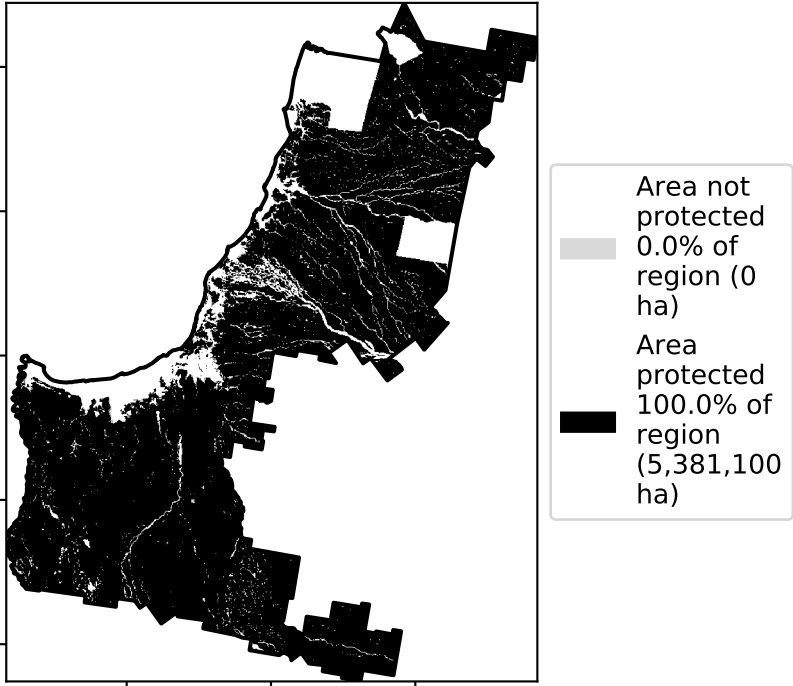 Area not
protected
0.0% of
region (0
ha)
Area
protected
100.0% of
region
(5,381,100
ha)